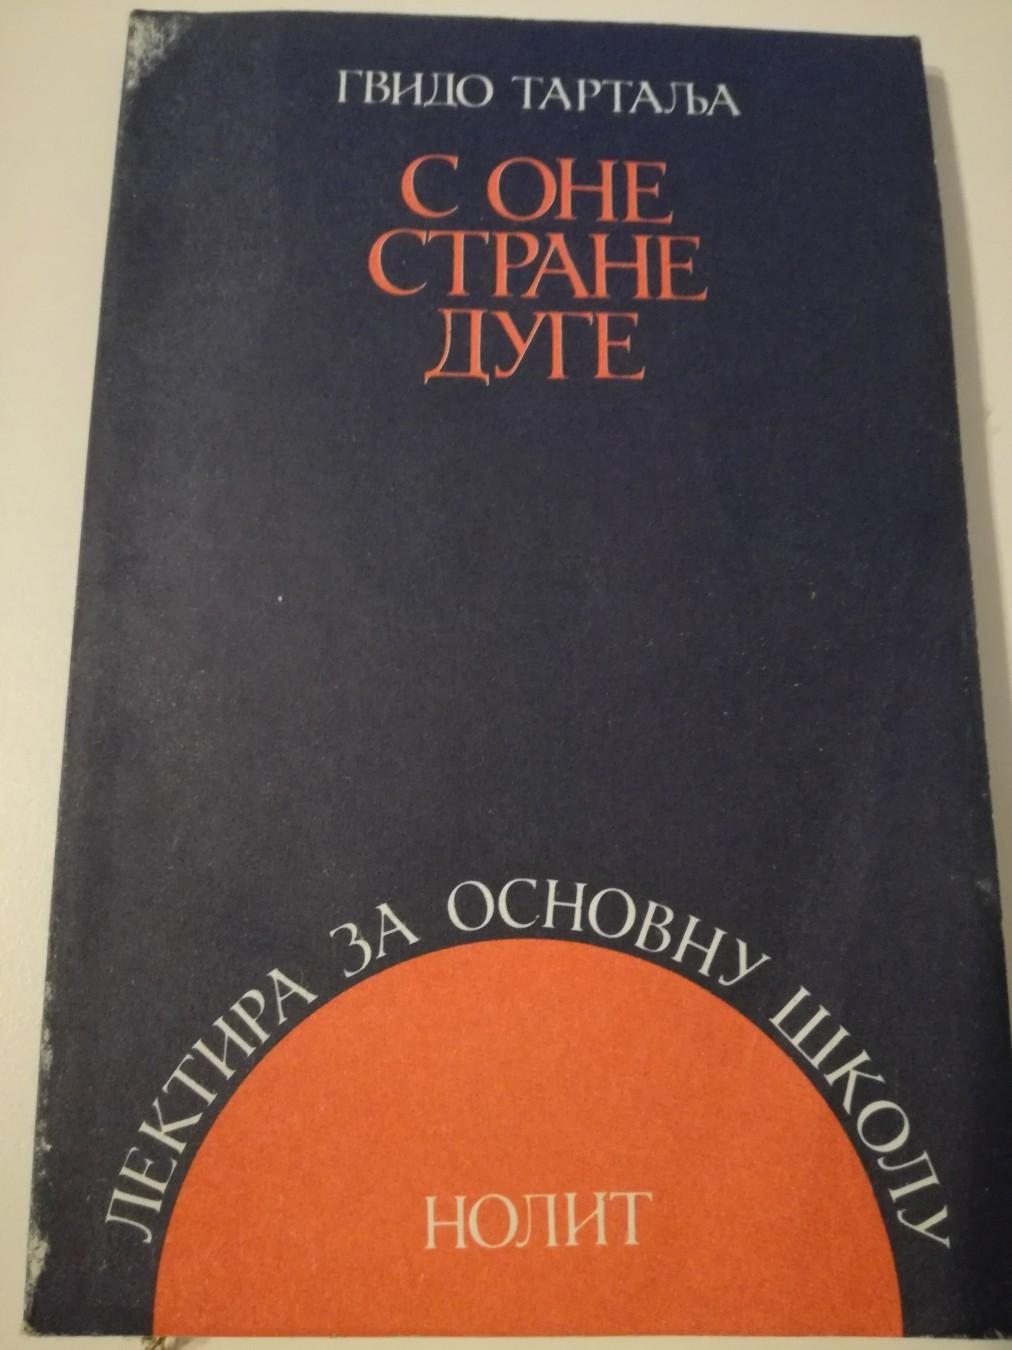 ГВИДО ТАРТАЉА
С ОНЕ
СТРАНЕ
ДУГЕ
ЛЕКТИРА ЗА ОСНОВНУ ШКОЛУ
НОЛИТ